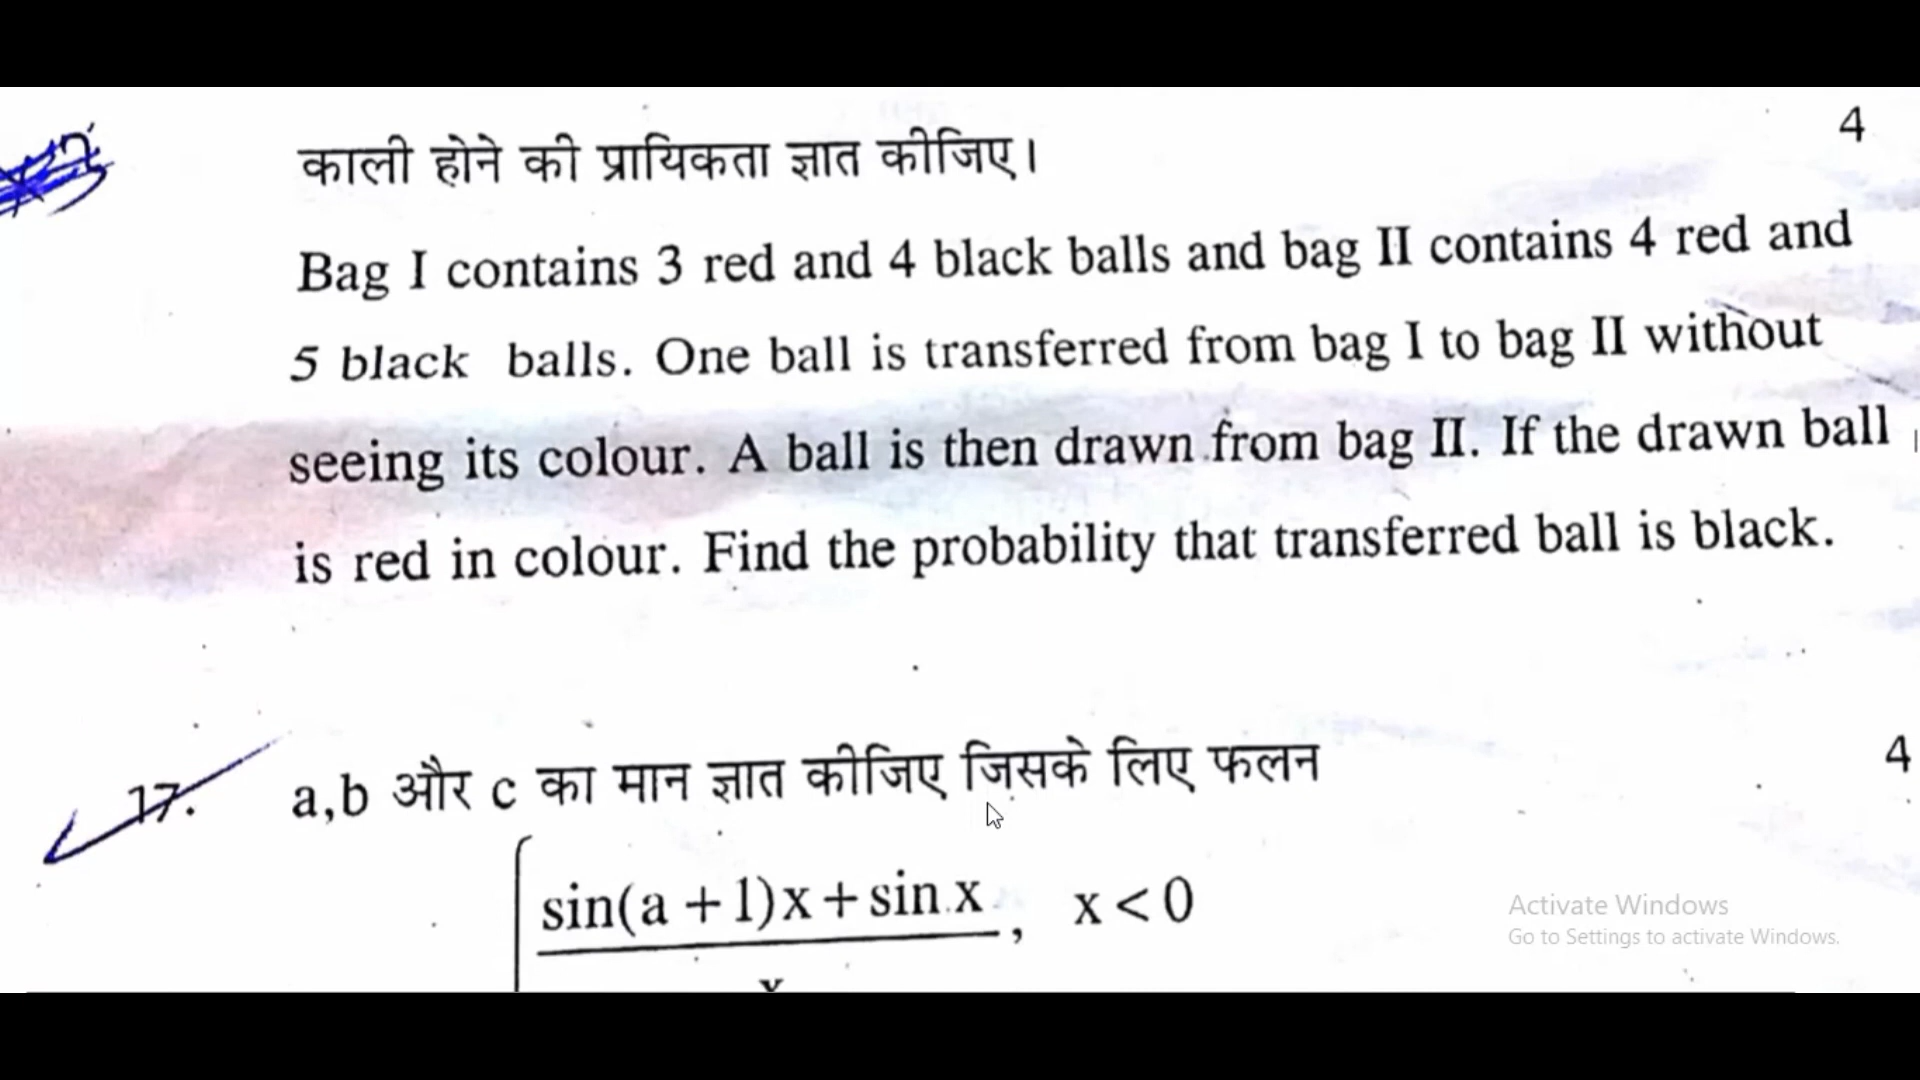 4
काली होने की प्रायिकता ज्ञात कीजिए।
Bag I contains 3 red and 4 black balls and bag II contains 4 red and
5 black balls. One ball is transferred from bag I to bag II without
seeing its colour. A ball is then drawn from bag II. If the drawn ball
is red in colour. Find the probability that transferred ball is black.
17. a,b और c का मान ज्ञात कीजिए जिसके लिए फलन 4
sin(a + 1)x + sin x, x < 0
x
Activate Windows
Go to Settings to activate Windows.